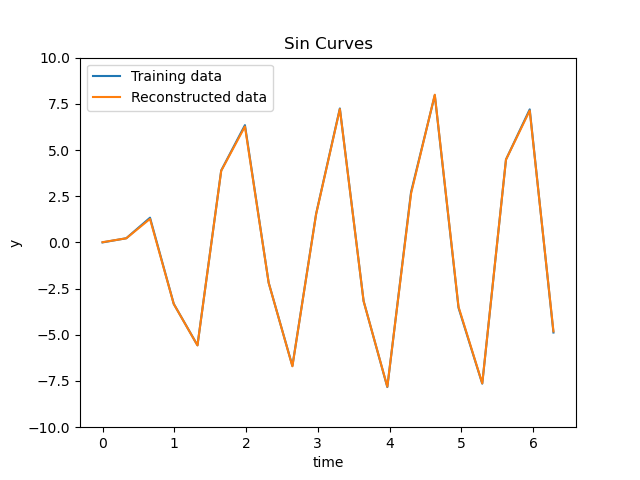 Sin Curves
Training data
Reconstructed data
10.0
7.5
5.0
2.5
0.0
−2.5
−5.0
−7.5
−10.0
y
0 1 2 3 4 5 6
time